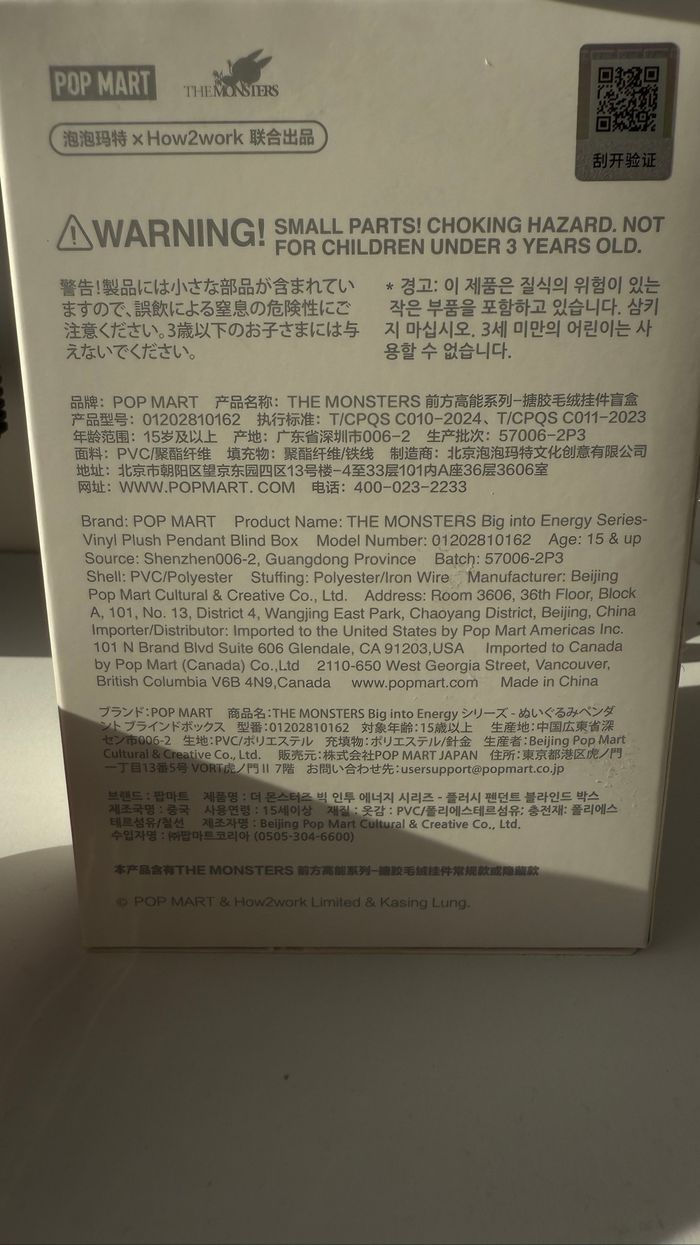 POP MART
THE MONSTERS
泡泡玛特×How2work 联合出品
刮开验证
WARNING! SMALL PARTS! CHOKING HAZARD. NOT
FOR CHILDREN UNDER 3 YEARS OLD.
警告!製品には小さな部品が含まれてい
ますので、誤飲による窒息の危険性にご
注意ください。3歳以下のお子さまには与
えないでください。
* 경고: 이 제품은 질식의 위험이 있는
작은 부품을 포함하고 있습니다. 삼키
지 마십시오. 3세 미만의 어린이는 사
용할 수 없습니다.
品牌：POP MART 产品名称：THE MONSTERS 前方高能系列-搪胶毛绒挂件盲盒
产品型号：01202810162 执行标准：T/CPQS C010-2024、T/CPQS C011-2023
年龄范围：15岁及以上 产地：广东省深圳市006-2 生产批次：57006-2P3
面料：PVC/聚酯纤维 填充物：聚酯纤维/铁线 制造商：北京泡泡玛特文化创意有限公司
地址：北京市朝阳区望京东园四区13号楼-4至33层101内A座36层3606室
网址：WWW.POPMART.COM 电话：400-023-2233
Brand: POP MART Product Name: THE MONSTERS Big into Energy Series-
Vinyl Plush Pendant Blind Box Model Number: 01202810162 Age: 15 & up
Source: Shenzhen006-2, Guangdong Province Batch: 57006-2P3
Shell: PVC/Polyester Stuffing: Polyester/Iron Wire Manufacturer: Beijing
Pop Mart Cultural & Creative Co., Ltd. Address: Room 3606, 36th Floor, Block
A, 101, No. 13, District 4, Wangjing East Park, Chaoyang District, Beijing, China
Importer/Distributor: Imported to the United States by Pop Mart Americas Inc.
101 N Brand Blvd Suite 606 Glendale, CA 91203,USA Imported to Canada
by Pop Mart (Canada) Co.,Ltd 2110-650 West Georgia Street, Vancouver,
British Columbia V6B 4N9,Canada www.popmart.com Made in China
ブランド:POP MART 商品名:THE MONSTERS Big into Energy シリーズ - ぬいぐるみペンダ
ント ブラインドボックス 型番:01202810162 対象年齢:15歳以上 生産地:中国広東省深
セン市006-2 生地:PVC/ポリエステル 充填物:ポリエステル/針金 生産者:Beijing Pop Mart
Cultural & Creative Co., Ltd. 販売元:株式会社POP MART JAPAN 住所:東京都港区虎ノ門
一丁目13番5号 VORT虎ノ門Ⅱ 7階 お問い合わせ先:usersupport@popmart.co.jp
브랜드 : 팝마트 제품명 : 더 몬스터즈 빅 인투 에너지 시리즈 - 플러시 펜던트 블라인드 박스
제조국명 : 중국 사용연령 : 15세이상 재질 : 옷감 : PVC/폴리에스테르섬유; 충전재: 폴리에스
테르섬유/철선 제조자명 : Beijing Pop Mart Cultural & Creative Co,. Ltd.
수입자명 : ㈜팝마트코리아 (0505-304-6600)
本产品含有THE MONSTERS 前方高能系列-搪胶毛绒挂件常规款或隐藏款
© POP MART & How2work Limited & Kasing Lung.